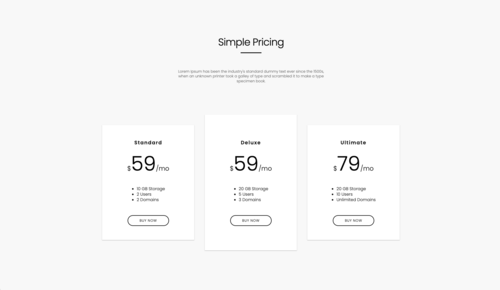 Simple Pricing
Lorem Ipsum has been the industry's standard dummy text ever since the 1500s,
when an unknown printer took a galley of type and scrambled it to make a type
specimen book.
Standard
$59/mo
10 GB Storage
2 Users
2 Domains
BUY NOW
Deluxe
$59/mo
20 GB Storage
5 Users
3 Domains
BUY NOW
Ultimate
$79/mo
20 GB Storage
10 Users
Unlimited Domains
BUY NOW